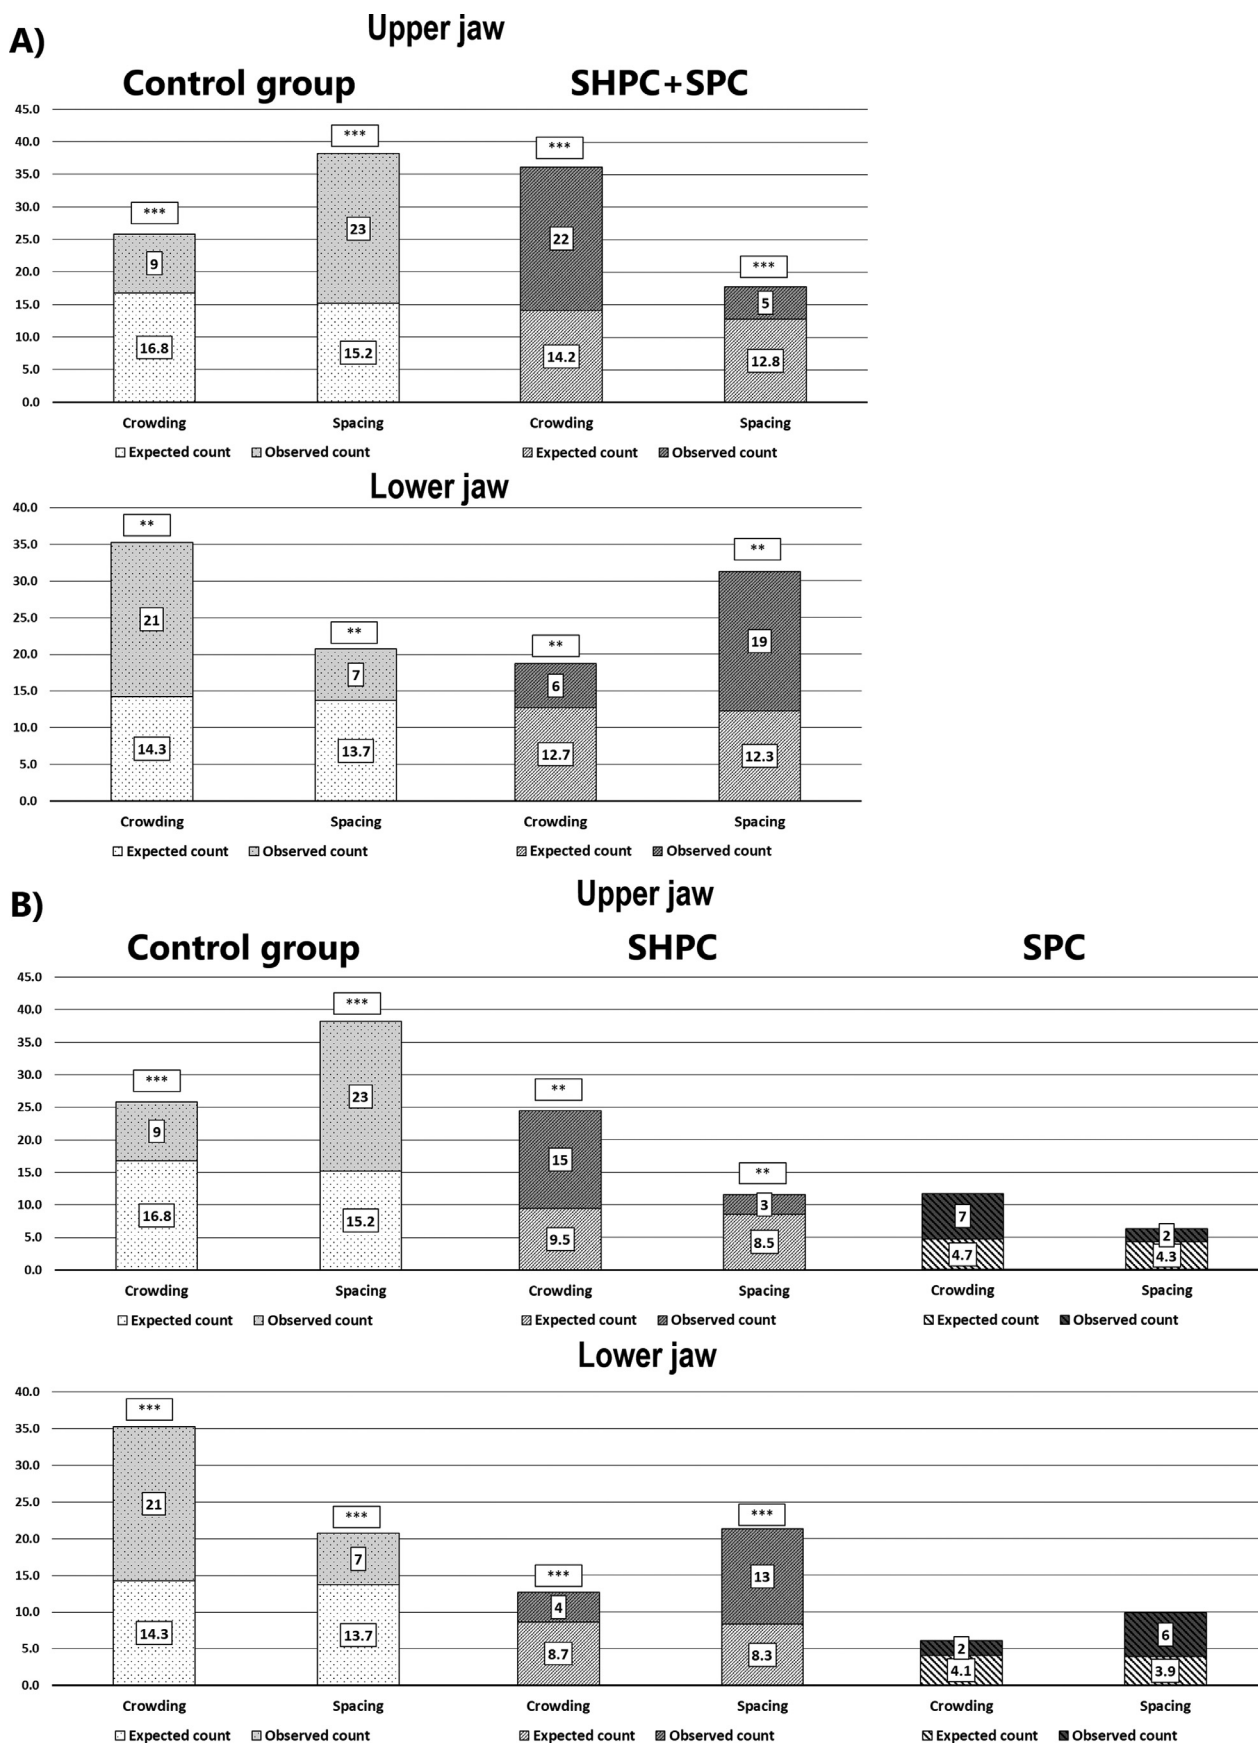 A)
Upper jaw
Control group SHPC+SPC
45.0
40.0
35.0
30.0
25.0
20.0
15.0
10.0
5.0
0.0
*** *** *** ***
9 23 22 5
16.8 15.2 14.2 12.8
Crowding Spacing Crowding Spacing
Expected count Observed count Expected count Observed count
Lower jaw
40.0
35.0
30.0
25.0
20.0
15.0
10.0
5.0
0.0
** ** ** **
21 7 6 19
14.3 13.7 12.7 12.3
Crowding Spacing Crowding Spacing
Expected count Observed count Expected count Observed count
B)
Upper jaw
Control group SHPC SPC
45.0
40.0
35.0
30.0
25.0
20.0
15.0
10.0
5.0
0.0
*** *** ** **
9 23 15 3 7 2
16.8 15.2 9.5 8.5 4.7 4.3
Crowding Spacing Crowding Spacing Crowding Spacing
Expected count Observed count Expected count Observed count Expected count Observed count
Lower jaw
40.0
35.0
30.0
25.0
20.0
15.0
10.0
5.0
0.0
*** *** *** ***
21 7 4 13 2 6
14.3 13.7 8.7 8.3 4.1 3.9
Crowding Spacing Crowding Spacing Crowding Spacing
Expected count Observed count Expected count Observed count Expected count Observed count